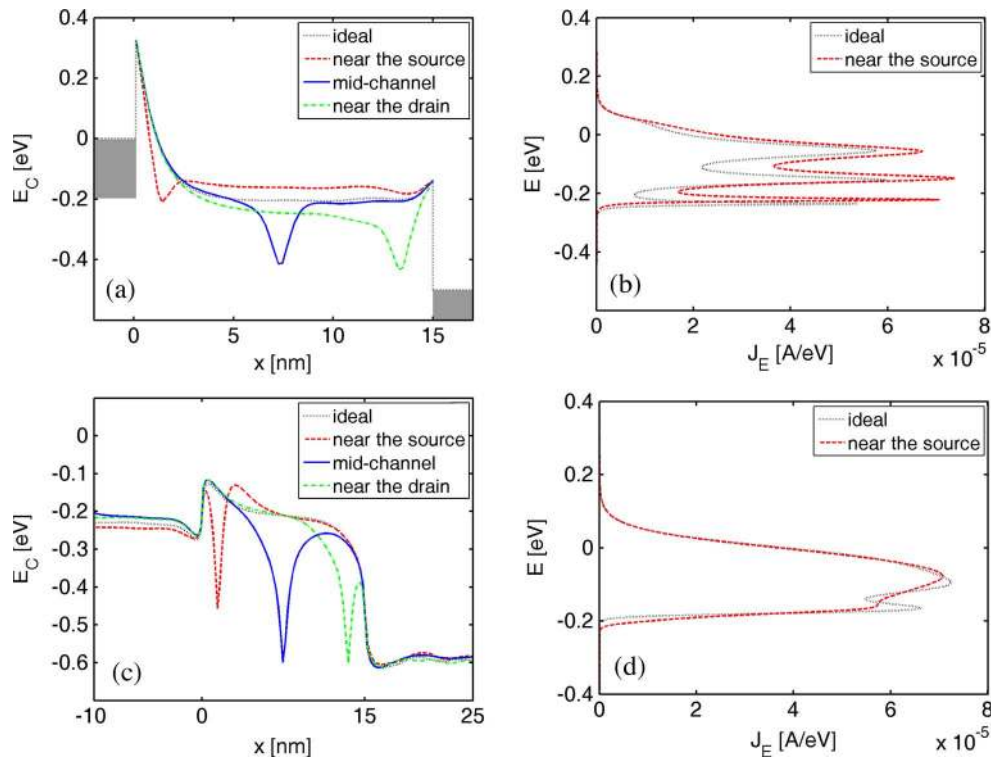 0.4
0.2
0
-0.2
-0.4
E_C [eV]
ideal
near the source
mid-channel
near the drain
(a)
0
5
10
15
x [nm]
0.4
0.2
0
-0.2
-0.4
E [eV]
ideal
near the source
(b)
0
2
4
6
8
J_E [A/eV]
x 10^-5
0
-0.1
-0.2
-0.3
-0.4
-0.5
-0.6
E_C [eV]
ideal
near the source
mid-channel
near the drain
(c)
-10
0
15
25
x [nm]
0.4
0.2
0
-0.2
-0.4
E [eV]
ideal
near the source
(d)
0
2
4
6
8
J_E [A/eV]
x 10^-5